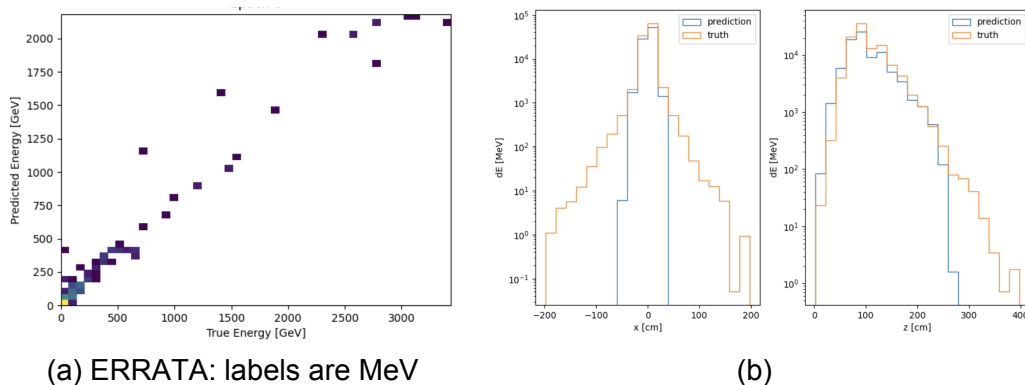 2000
1750
1500
1250
1000
750
500
250
0
Predicted Energy [GeV]
0 500 1000 1500 2000 2500 3000
True Energy [GeV]
(a) ERRATA: labels are MeV
prediction
truth
10⁵
10⁴
10³
10²
10¹
10⁰
10⁻¹
dE [MeV]
−200 −100 0 100 200
x [cm]
prediction
truth
10⁴
10³
10²
10¹
10⁰
dE [MeV]
0 100 200 300 400
z [cm]
(b)